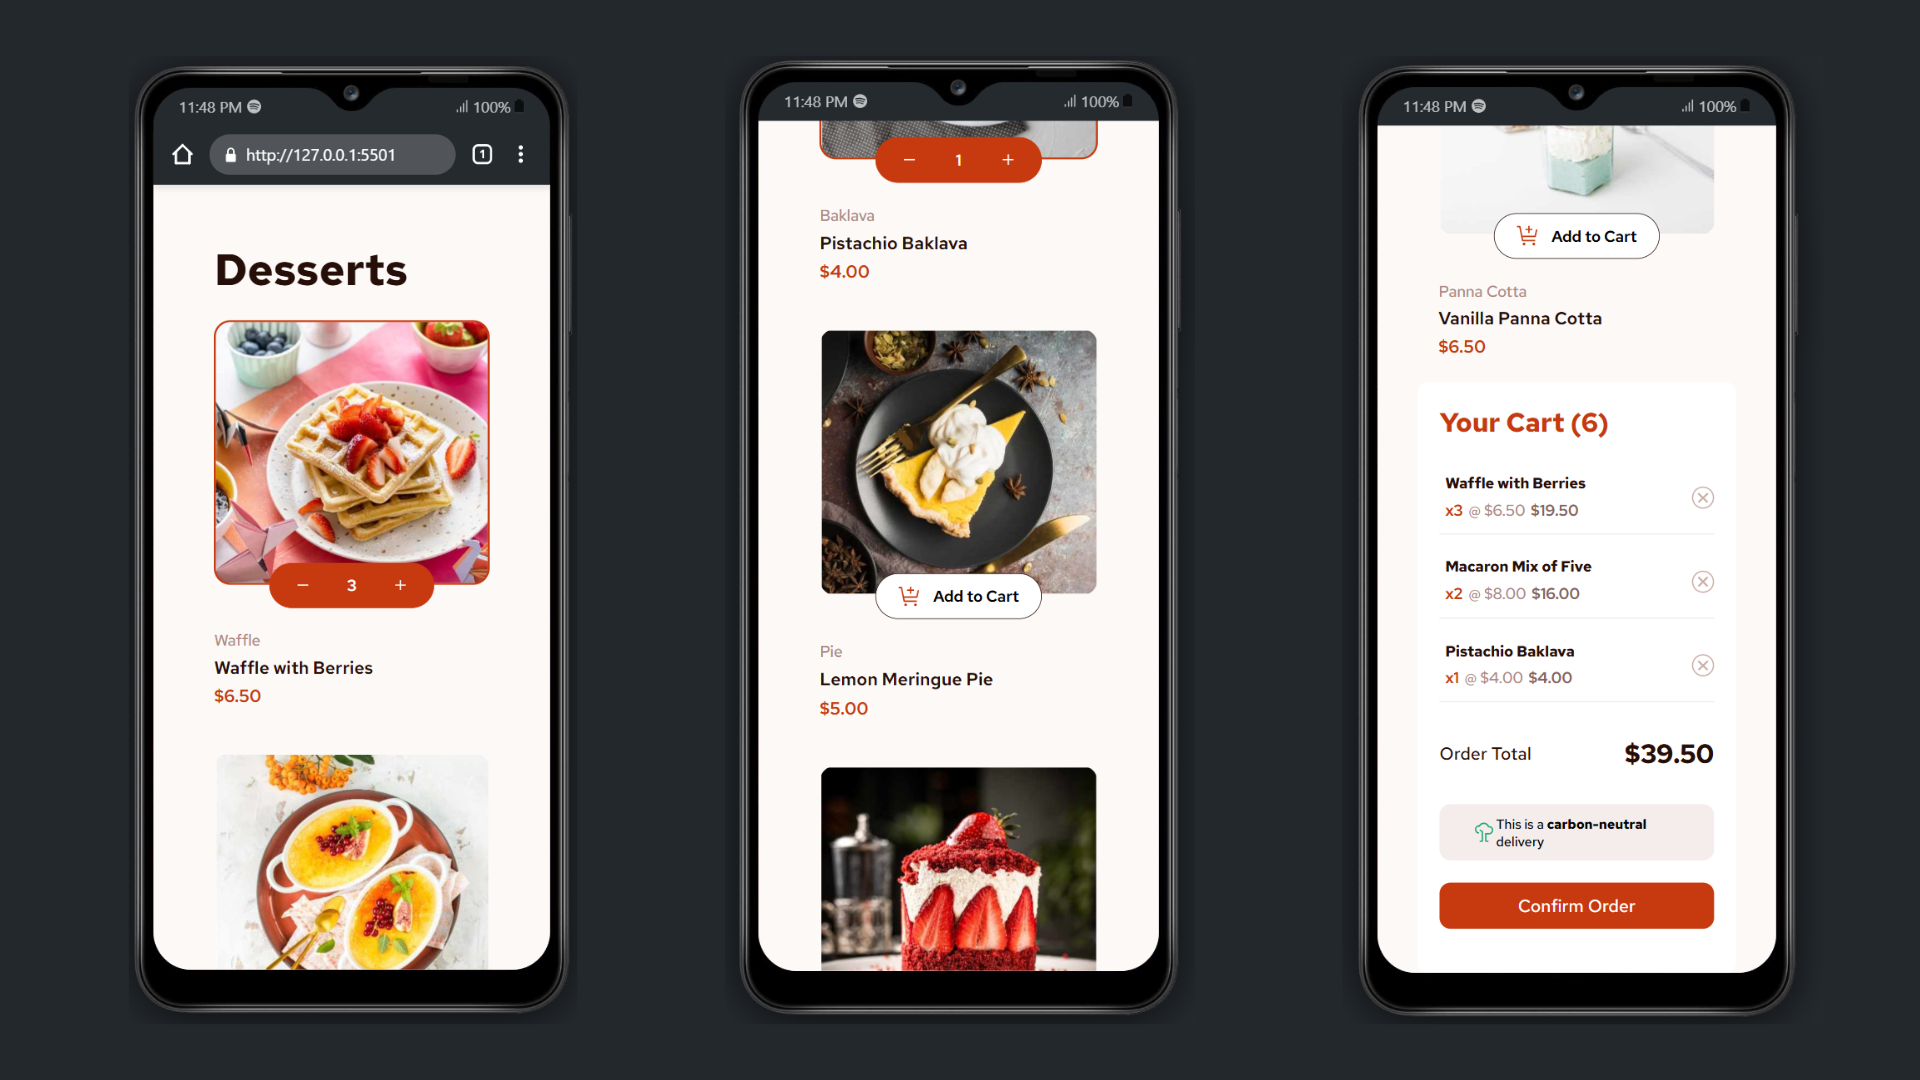 11:48 PM 100%
http://127.0.0.1:5501 1
Desserts
− 3 +
Waffle
Waffle with Berries
$6.50
11:48 PM 100%
− 1 +
Baklava
Pistachio Baklava
$4.00
Add to Cart
Pie
Lemon Meringue Pie
$5.00
11:48 PM 100%
Add to Cart
Panna Cotta
Vanilla Panna Cotta
$6.50
Your Cart (6)
Waffle with Berries
x3 @ $6.50 $19.50
Macaron Mix of Five
x2 @ $8.00 $16.00
Pistachio Baklava
x1 @ $4.00 $4.00
Order Total $39.50
This is a carbon-neutral
delivery
Confirm Order